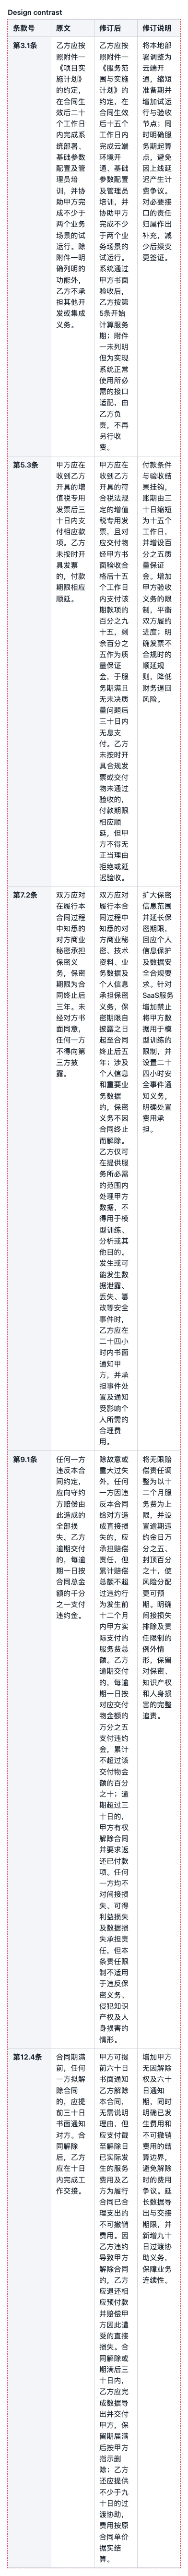 Design contrast
条款号
原文
修订后
修订说明
第3.1条
乙方应按
照附件一
《项目实
施计划》
的约定，
在合同生
效后二十
个工作日
内完成系
统部署、
基础参数
配置及管
理员培
训，并协
助甲方完
成不少于
两个业务
场景的试
运行。除
附件一明
确列明的
功能外，
乙方不承
担其他开
发或集成
义务。
乙方应按
照附件一
《服务范
围与实施
计划》的
约定，在
合同生效
后十五个
工作日内
完成云端
环境开
通、基础
参数配置
及管理员
培训，并
协助甲方
完成不少
于两个业
务场景的
试运行。
系统通过
甲方书面
验收后，
乙方按第
5条开始
计算服务
期；附件
一未列明
但为实现
系统正常
使用所必
需的接口
适配，由
乙方负
责，不再
另行收
费。
将本地部
署调整为
云端开
通，缩短
准备期并
增加试运
行与验收
节点；同
时明确服
务期起算
点，避免
因上线延
迟产生计
费争议。
对必要接
口的责任
归属作出
补充，减
少后续变
更签证。
第5.3条
甲方应在
收到乙方
开具的增
值税专用
发票后三
十日内支
付相应款
项。乙方
未按时开
具发票
的，付款
期限相应
顺延。
甲方应在
收到乙方
开具的符
合税法规
定的增值
税专用发
票，且对
应交付物
经甲方书
面验收合
格后十五
个工作日
内支付该
期款项的
百分之九
十五，剩
余百分之
五作为质
量保证
金，于服
务期满且
无未决质
量问题后
三十日内
无息支
付。乙方
未按时开
具合规发
票或交付
物未通过
验收的，
付款期限
相应顺
延，但甲
方不得无
正当理由
拒绝或延
迟验收。
付款条件
与验收结
果挂钩，
账期由三
十日缩短
为十五个
工作日，
并增设百
分之五质
量保证
金。增加
甲方验收
义务的限
制，平衡
双方履约
进度；明
确发票不
合规时的
顺延规
则，降低
财务退回
风险。
第7.2条
双方应对
在履行本
合同过程
中知悉的
对方商业
秘密承担
保密义
务，保密
期限为合
同终止后
三年。未
经对方书
面同意，
任何一方
不得向第
三方披
露。
双方应对
履行本合
同过程中
知悉的对
方商业秘
密、技术
资料、业
务数据及
个人信息
承担保密
义务，保
密期限自
披露之日
起至合同
终止后五
年；涉及
个人信息
和重要业
务数据
的，保密
义务不因
合同终止
而解除。
乙方仅可
在提供服
务所必需
的范围内
处理甲方
数据，不
得用于模
型训练、
分析或其
他目的。
发生或可
能发生数
据泄露、
丢失、篡
改等安全
事件时，
乙方应在
二十四小
时内书面
通知甲
方，并承
担事件处
置及通知
受影响个
人所需的
合理费
用。
扩大保密
信息范围
并延长保
密期限，
回应个人
信息保护
及数据安
全合规要
求。针对
SaaS服务
增加禁止
将甲方数
据用于模
型训练的
限制，并
设置二十
四小时安
全事件通
知义务，
明确处置
费用承
担。
第9.1条
任何一方
违反本合
同约定，
应向守约
方赔偿由
此造成的
全部损
失。乙方
逾期交付
的，每逾
期一日按
合同总金
额的千分
之一支付
违约金。
除故意或
重大过失
外，任何
一方因违
反本合同
给对方造
成直接损
失的，应
承担赔偿
责任，但
累计赔偿
总额不超
过违约行
为发生前
十二个月
内甲方实
际支付的
服务费总
额。乙方
逾期交付
的，每逾
期一日按
对应交付
物金额的
万分之五
支付违约
金，累计
不超过该
交付物金
额的百分
之十；逾
期超过三
十日的，
甲方有权
解除合同
并要求返
还已付款
项。任何
一方均不
对间接损
失、可得
利益损失
及数据损
失承担责
任，但本
条责任限
制不适用
于违反保
密义务、
侵犯知识
产权及人
身损害的
情形。
将无限赔
偿责任调
整为以十
二个月服
务费为上
限，并设
置逾期违
约金日万
分之五、
封顶百分
之十，使
风险分配
更可预
期。明确
间接损失
排除及责
任限制的
例外情
形，保留
对保密、
知识产权
和人身损
害的完整
追责。
第12.4条
合同期满
前，任何
一方拟解
除合同
的，应提
前三十日
书面通知
对方。合
同解除
后，乙方
应在十日
内完成工
作交接。
甲方可提
前六十日
书面通知
乙方解除
本合同，
无需说明
理由，但
应支付截
至解除日
已实际发
生的服务
费用及乙
方为履行
合同已合
理支出的
不可撤销
费用。因
乙方违约
导致甲方
解除合同
的，乙方
应退还相
应预付款
并赔偿甲
方因此遭
受的直接
损失。合
同解除或
期满后三
十日内，
乙方应完
成数据导
出并交付
甲方，保
留期届满
后按甲方
指示删
除；乙方
还应提供
不少于九
十日的过
渡协助，
费用按原
合同单价
据实结
算。
增加甲方
无因解除
权及六十
日通知
期，同时
明确已发
生费用和
不可撤销
费用的结
算边界，
避免解除
时的费用
争议。延
长数据导
出与交接
期限，并
新增九十
日过渡协
助义务，
保障业务
连续性。